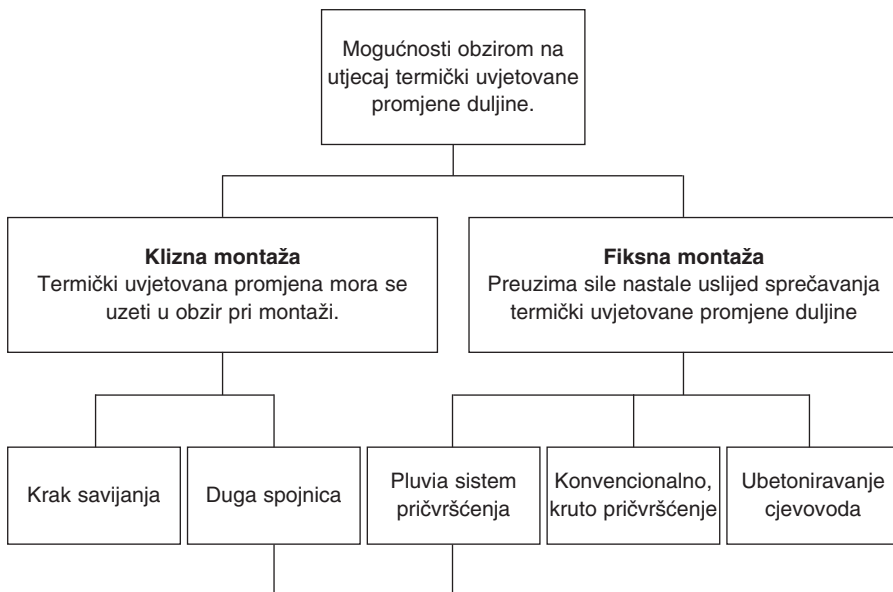 Mogućnosti obzirom na
utjecaj termički uvjetovane
promjene duljine.
Klizna montaža
Termički uvjetovana promjena mora se
uzeti u obzir pri montaži.
Fiksna montaža
Preuzima sile nastale uslijed sprečavanja
termički uvjetovane promjene duljine
Krak savijanja
Duga spojnica
Pluvia sistem
pričvršćenja
Konvencionalno,
kruto pričvršćenje
Ubetoniravanje
cjevovoda